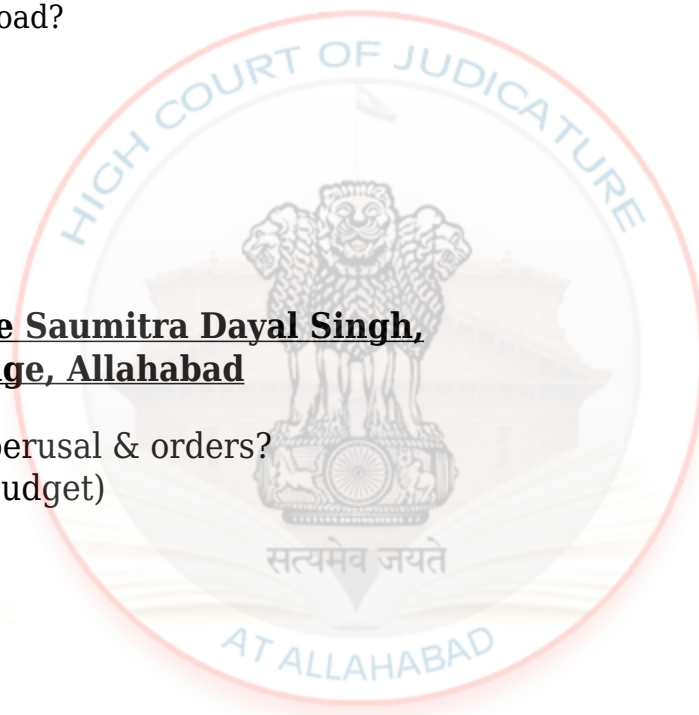 oad?
HIGH COURT OF JUDICATURE
e Saumitra Dayal Singh,
ge, Allahabad
perusal & orders?
udget)
सत्यमेव जयते
AT ALLAHABAD